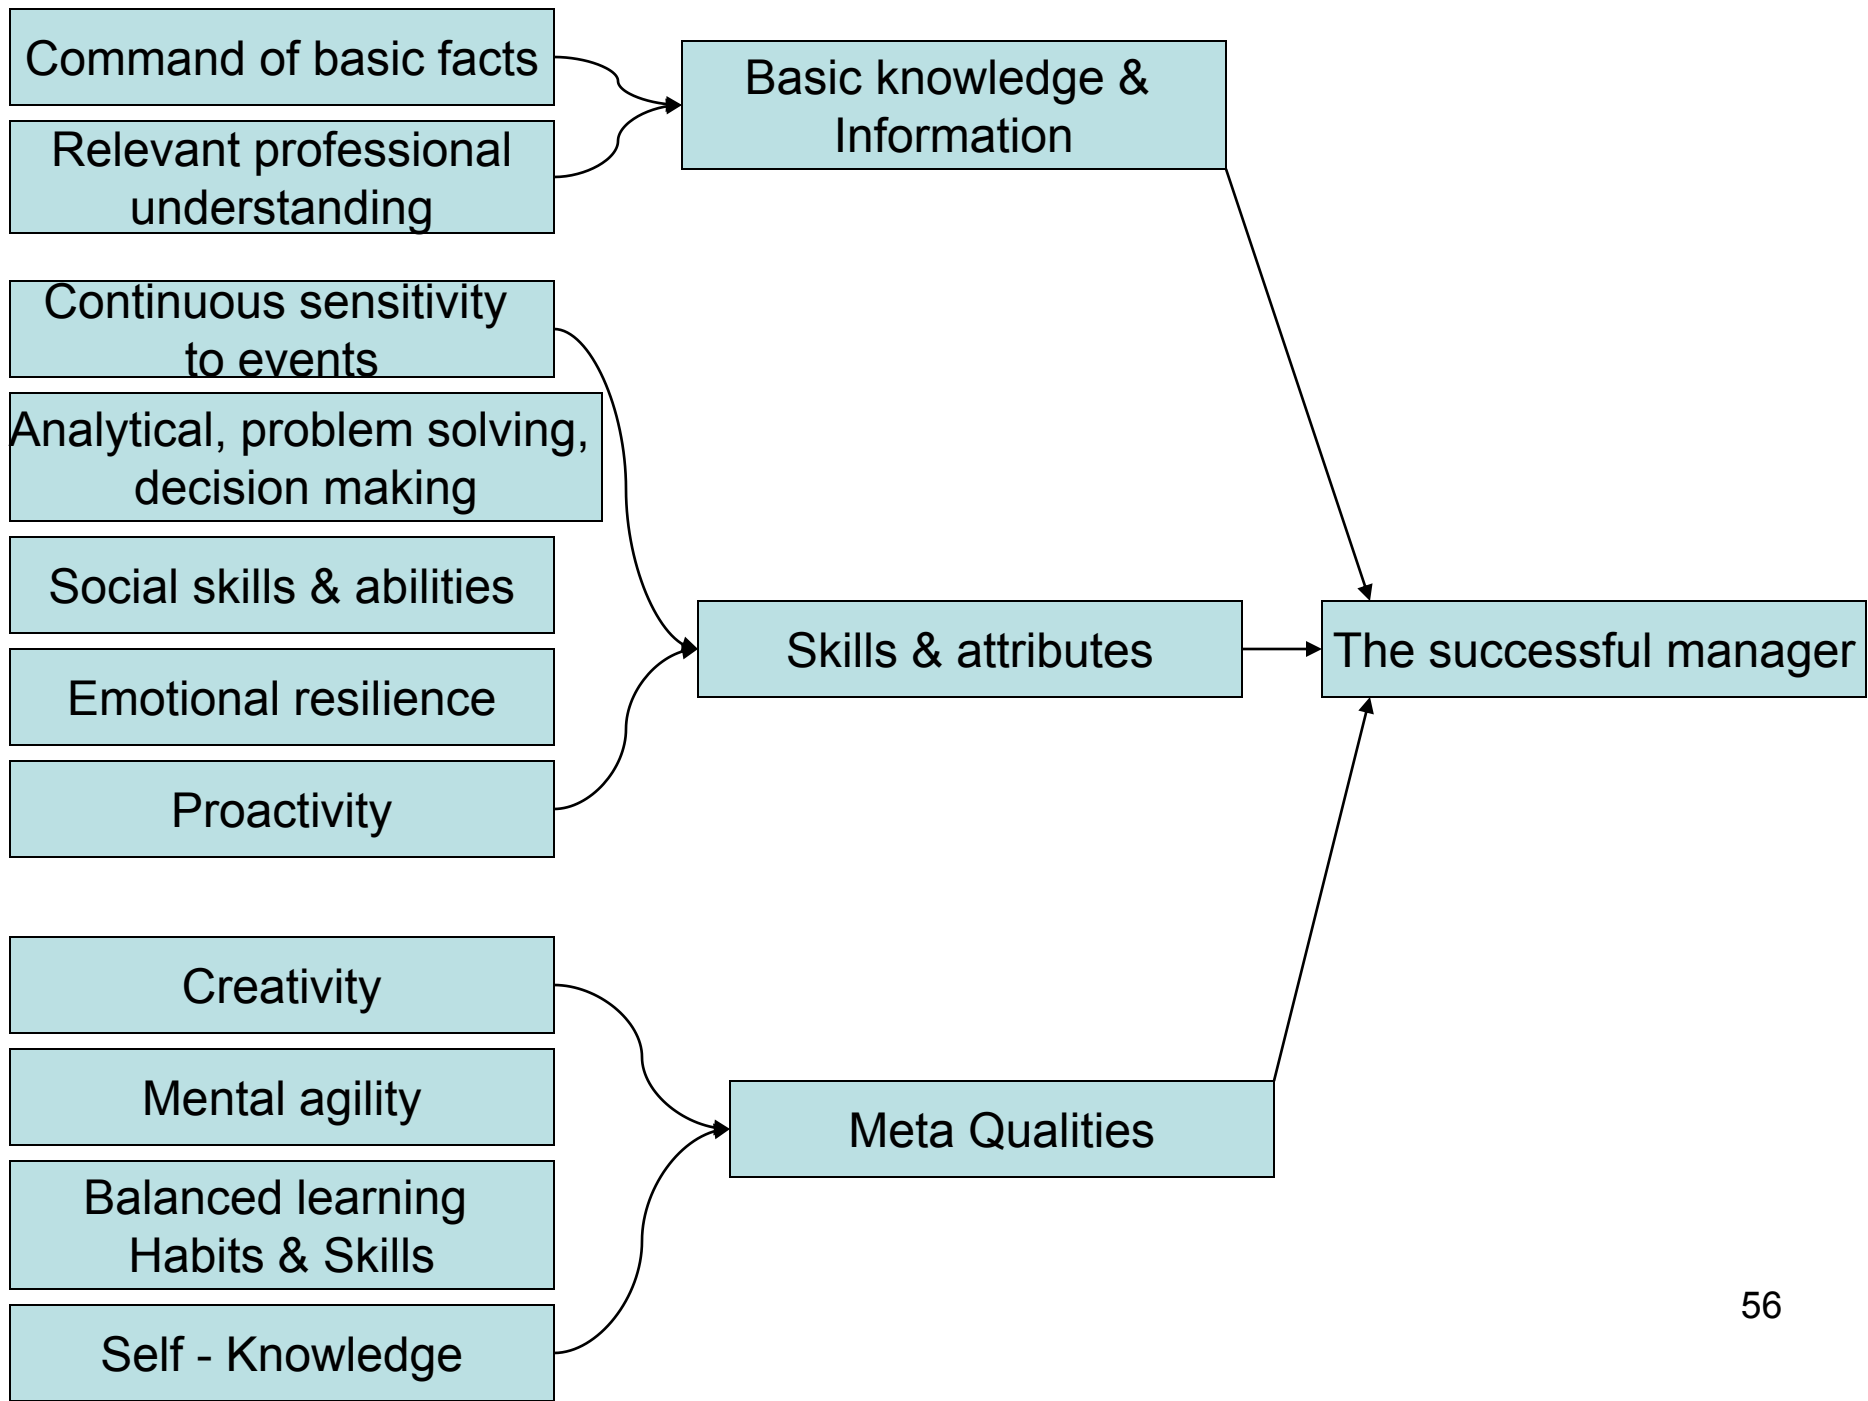 Command of basic facts
Relevant professional
understanding
Basic knowledge &
Information
Continuous sensitivity
to events
Analytical, problem solving,
decision making
Social skills & abilities
Emotional resilience
Proactivity
Skills & attributes
The successful manager
Creativity
Mental agility
Balanced learning
Habits & Skills
Self - Knowledge
Meta Qualities
56